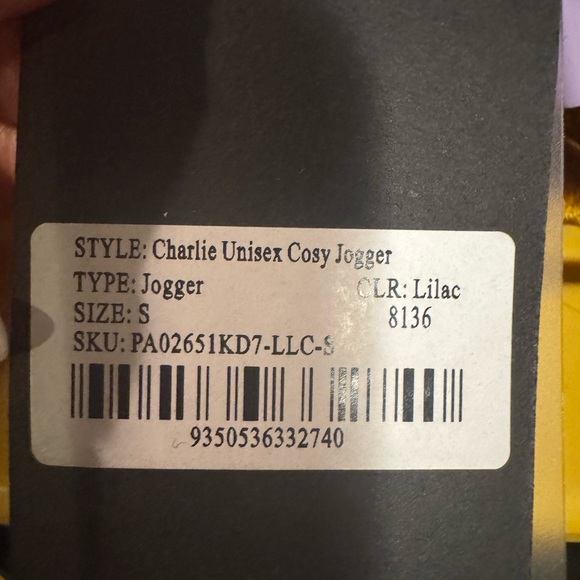 STYLE: Charlie Unisex Cosy Jogger
TYPE: Jogger CLR: Lilac
SIZE: S 8136
SKU: PA02651KD7-LLC-S
9350536332740